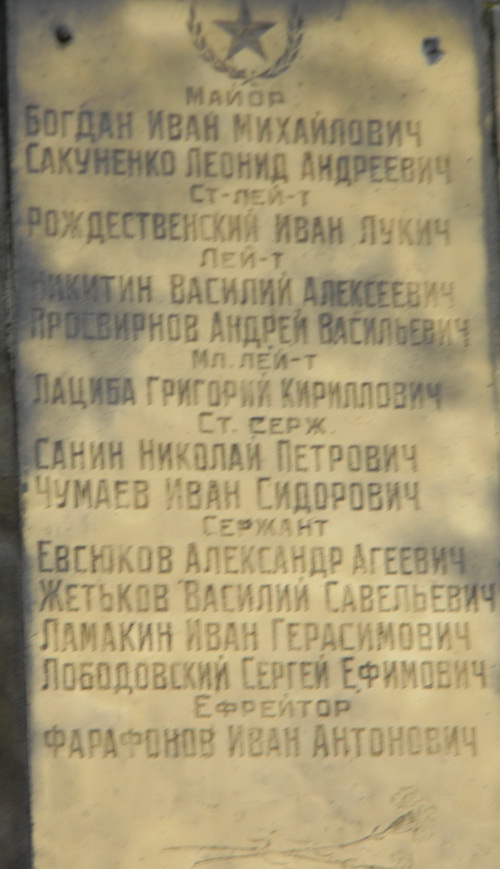 МАЙОР
БОГДАН ИВАН МИХАЙЛОВИЧ
САКУНЕНКО ЛЕОНИД АНДРЕЕВИЧ
СТ-ЛЕЙ-Т
РОЖДЕСТВЕНСКИЙ ИВАН ЛУКИЧ
ЛЕЙ-Т
НИКИТИН ВАСИЛИЙ АЛЕКСЕЕВИЧ
ПРОСВИРНОВ АНДРЕЙ ВАСИЛЬЕВИЧ
МЛ. ЛЕЙ-Т
ЛАЦИБА ГРИГОРИЙ КИРИЛЛОВИЧ
СТ. СЕРЖ.
САНИН НИКОЛАЙ ПЕТРОВИЧ
ЧУМАЕВ ИВАН СИДОРОВИЧ
СЕРЖАНТ
ЕВСЮКОВ АЛЕКСАНДР АГЕЕВИЧ
ЖЕТЬКОВ ВАСИЛИЙ САВЕЛЬЕВИЧ
ЛАМАКИН ИВАН ГЕРАСИМОВИЧ
ЛОБОДОВСКИЙ СЕРГЕЙ ЕФИМОВИЧ
ЕФРЕЙТОР
ФАРАФОНОВ ИВАН АНТОНОВИЧ